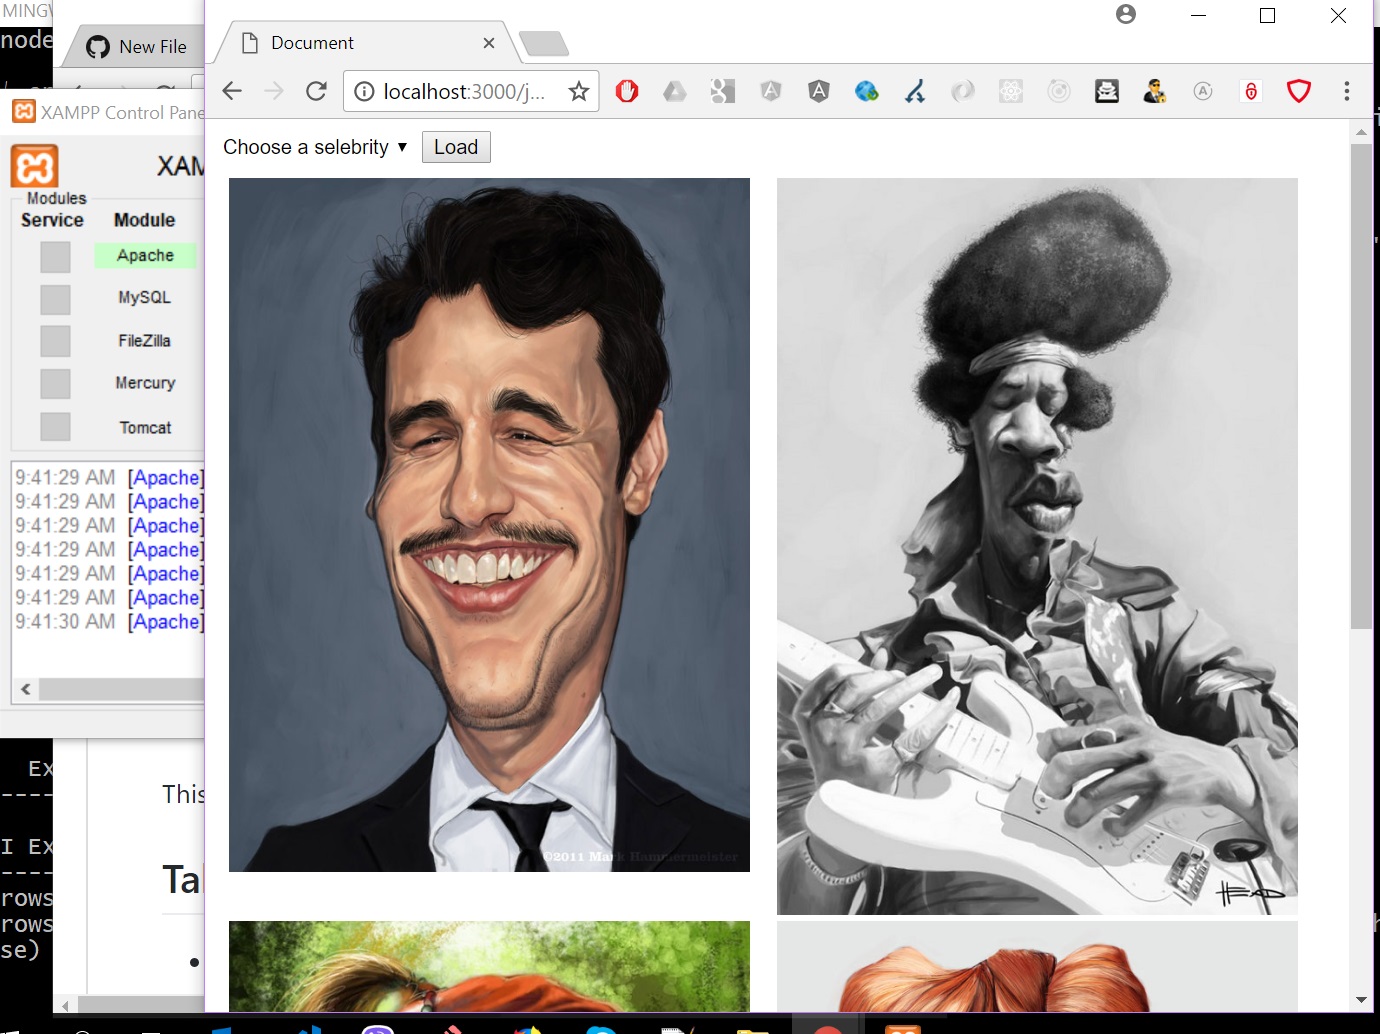 MING
node
New File
Document
localhost:3000/j...
XAMPP Control Pane
XAM
Modules
Service Module
Apache
MySQL
FileZilla
Mercury
Tomcat
9:41:29 AM [Apache]
9:41:29 AM [Apache]
9:41:29 AM [Apache]
9:41:29 AM [Apache]
9:41:29 AM [Apache]
9:41:29 AM [Apache]
9:41:30 AM [Apache]
Choose a selebrity ▼ Load
©2011 Mark Hammermeister
HEAD
Ex
----
This
I Ex
----
Ta
rows
rows
se)